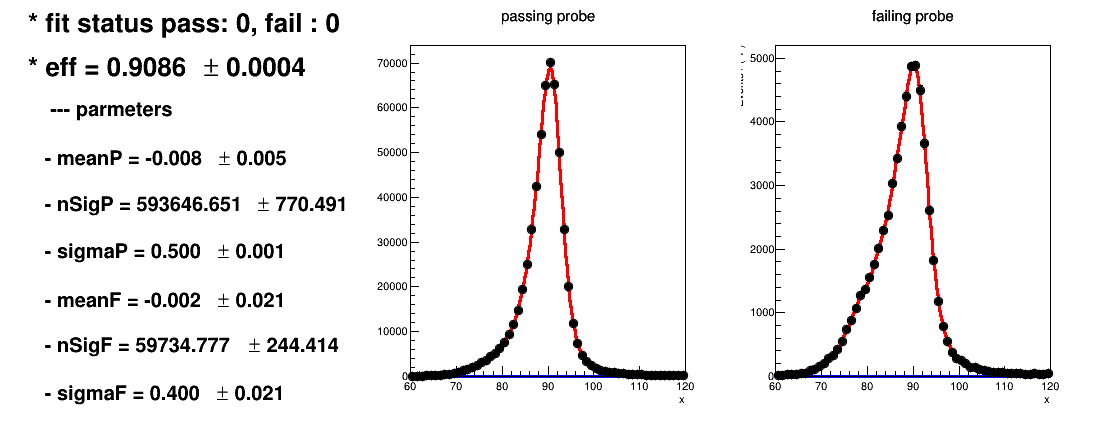 * fit status pass: 0, fail : 0
* eff = 0.9086 ± 0.0004
--- parmeters
- meanP = -0.008 ± 0.005
- nSigP = 593646.651 ± 770.491
- sigmaP = 0.500 ± 0.001
- meanF = -0.002 ± 0.021
- nSigF = 59734.777 ± 244.414
- sigmaF = 0.400 ± 0.021
passing probe
70000
60000
50000
40000
30000
20000
10000
0
60 70 80 90 100 110 120
x
failing probe
5000
4000
3000
2000
1000
0
60 70 80 90 100 110 120
x